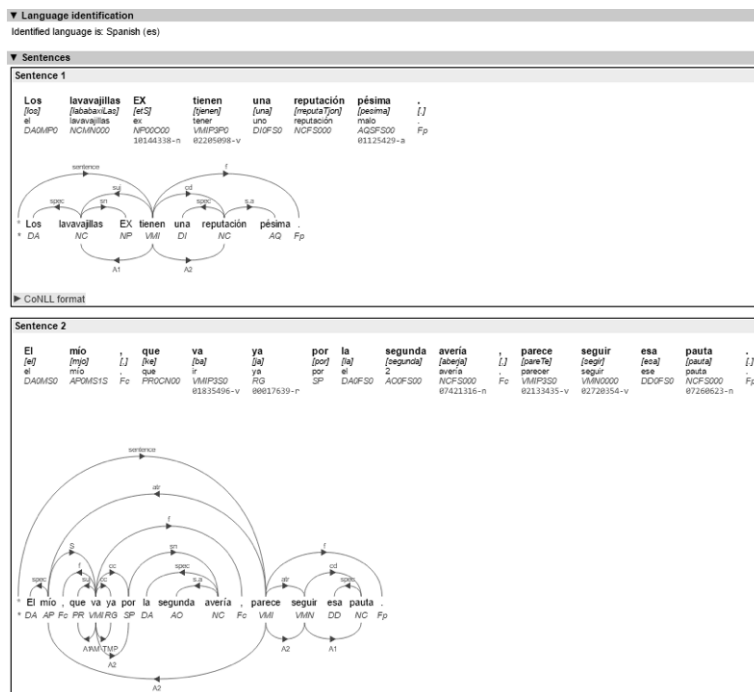 ▼ Language identification
Identified language is: Spanish (es)
▼ Sentences
Sentence 1
Los lavavajillas EX tienen una reputación pésima .
[los] [lababaxiLas] [etS] [tjenen] [una] [rreputaTjon] [pesima] [.]
el lavavajillas ex tener uno reputación malo .
DA0MP0 NCMN000 NP00O00 VMIP3P0 DI0FS0 NCFS000 AQSFS00 Fp
10144338-n 02205098-v 01125429-a
sentence
suj cd f
spec sn spec s.a
* Los lavavajillas EX tienen una reputación pésima .
* DA NC NP VMI DI NC AQ Fp
A1 A2
▶ CoNLL format
Sentence 2
El mío , que va ya por la segunda avería , parece seguir esa pauta .
[el] [mjo] [,] [ke] [ba] [ja] [por] [la] [segunda] [aberja] [,] [pareTe] [segir] [esa] [pauta] [.]
el mío , que ir ya por el 2 avería , parecer seguir ese pauta .
DA0MS0 AP0MS1S Fc PR0CN00 VMIP3S0 RG SP DA0FS0 AO0FS00 NCFS000 Fc VMIP3S0 VMN0000 DD0FS0 NCFS000 Fp
01835496-v 00017639-r 07421316-n 02133435-v 02720354-v 07260623-n
sentence
atr
f
S sn f
f cc spec cd
spec suj cc s.a atr spec
* El mío , que va ya por la segunda avería , parece seguir esa pauta .
* DA AP Fc PR VMI RG SP DA AO NC Fc VMI VMN DD NC Fp
A1 AM-TMP A2 A1
A2
A2